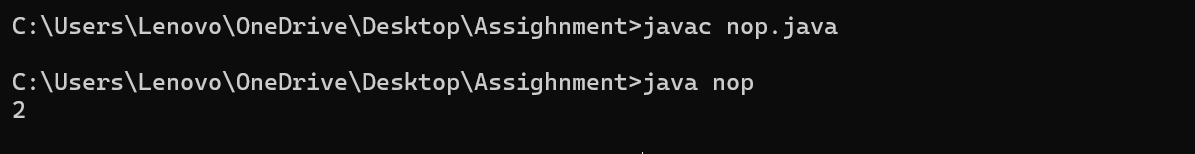 C:\Users\Lenovo\OneDrive\Desktop\Assighnment>javac nop.java
C:\Users\Lenovo\OneDrive\Desktop\Assighnment>java nop
2